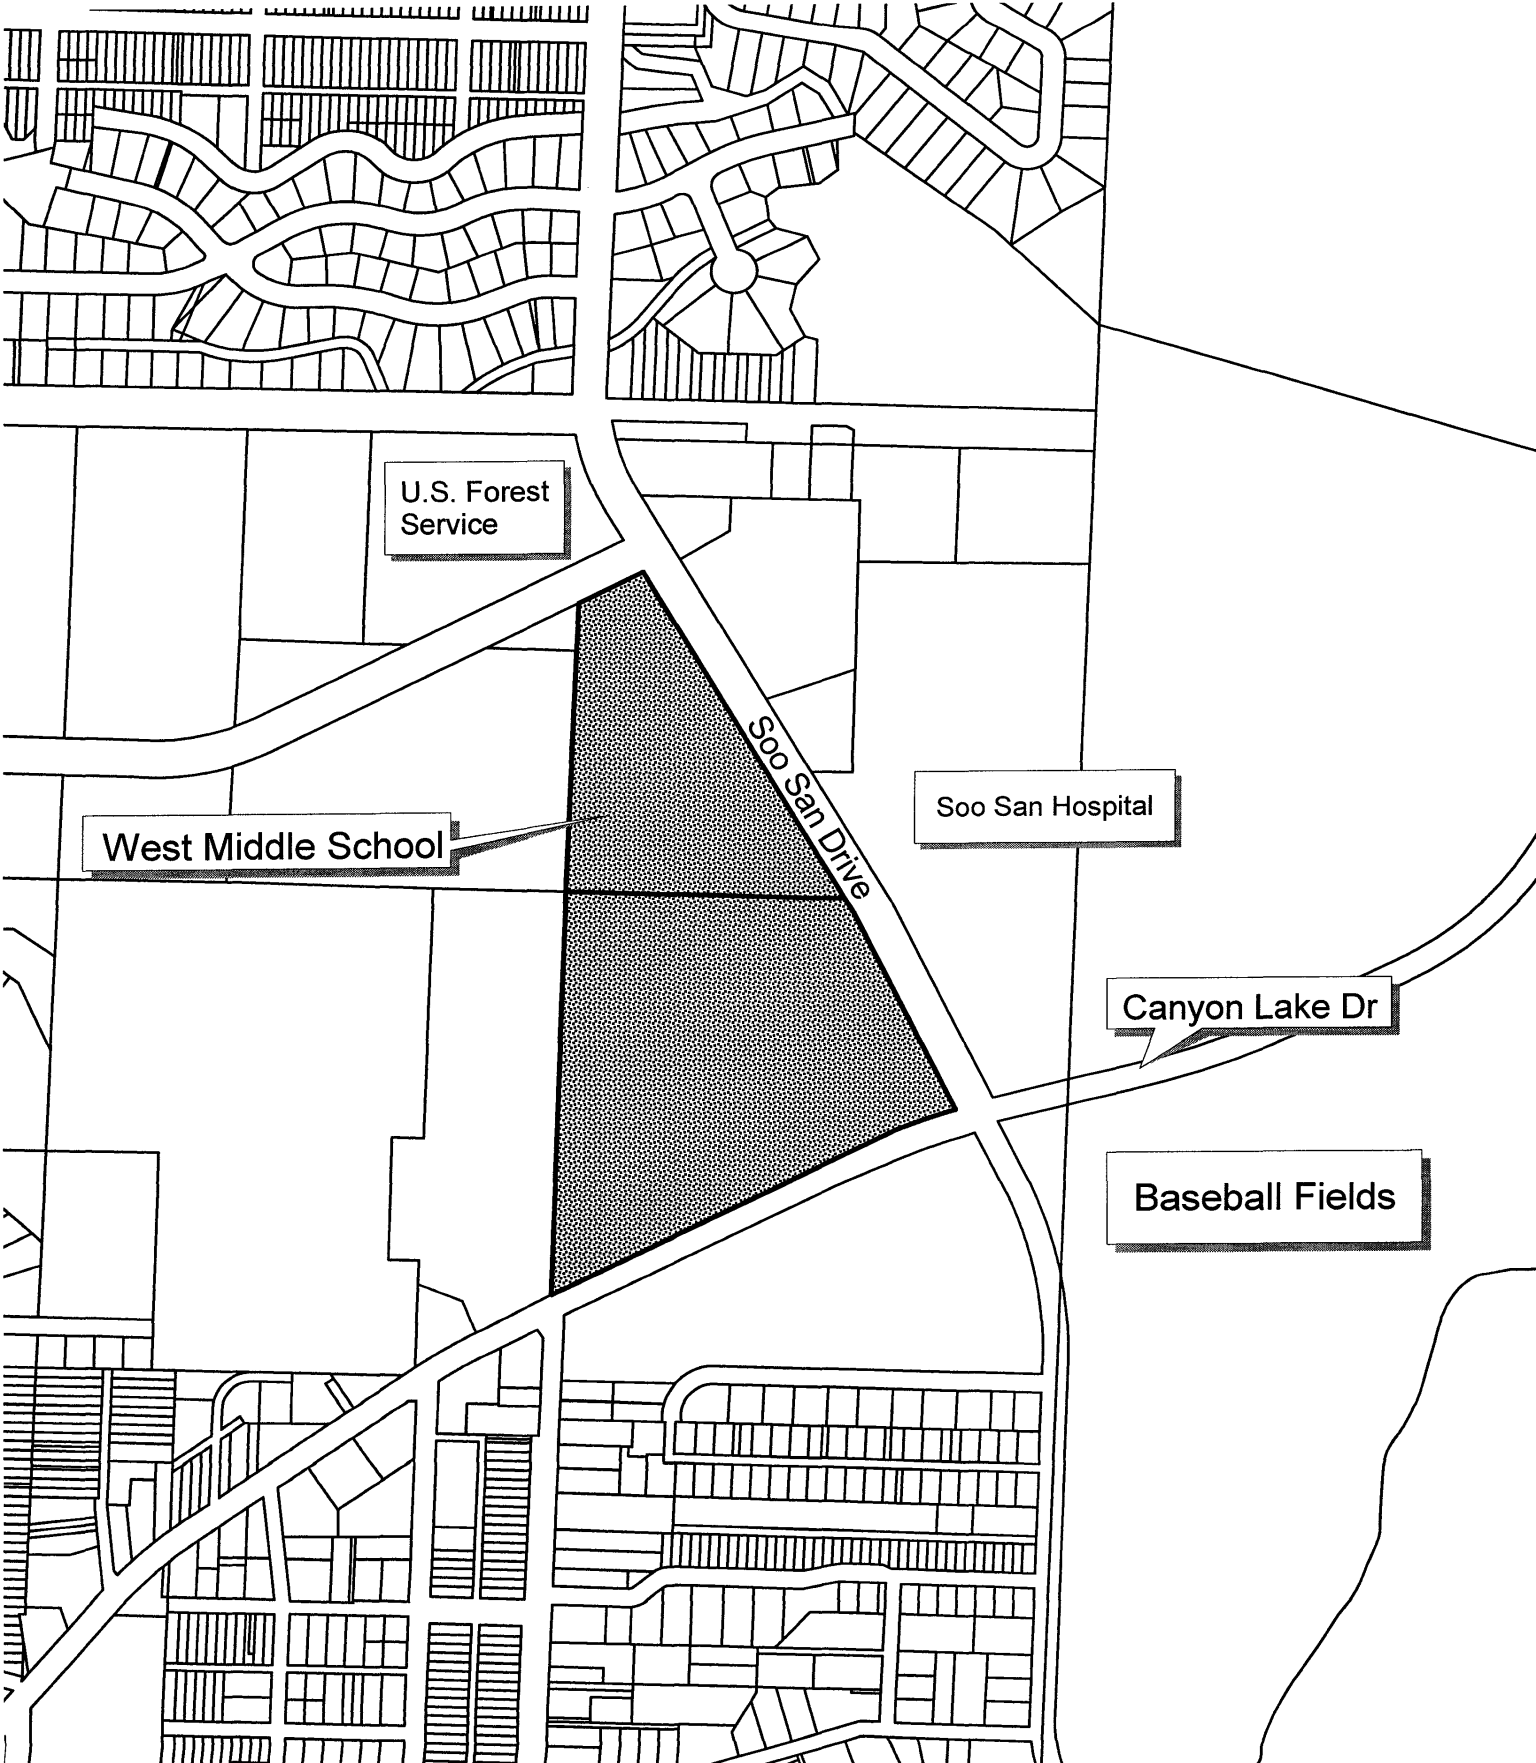 U.S. Forest
Service
Soo San Drive
Soo San Hospital
West Middle School
Canyon Lake Dr
Baseball Fields